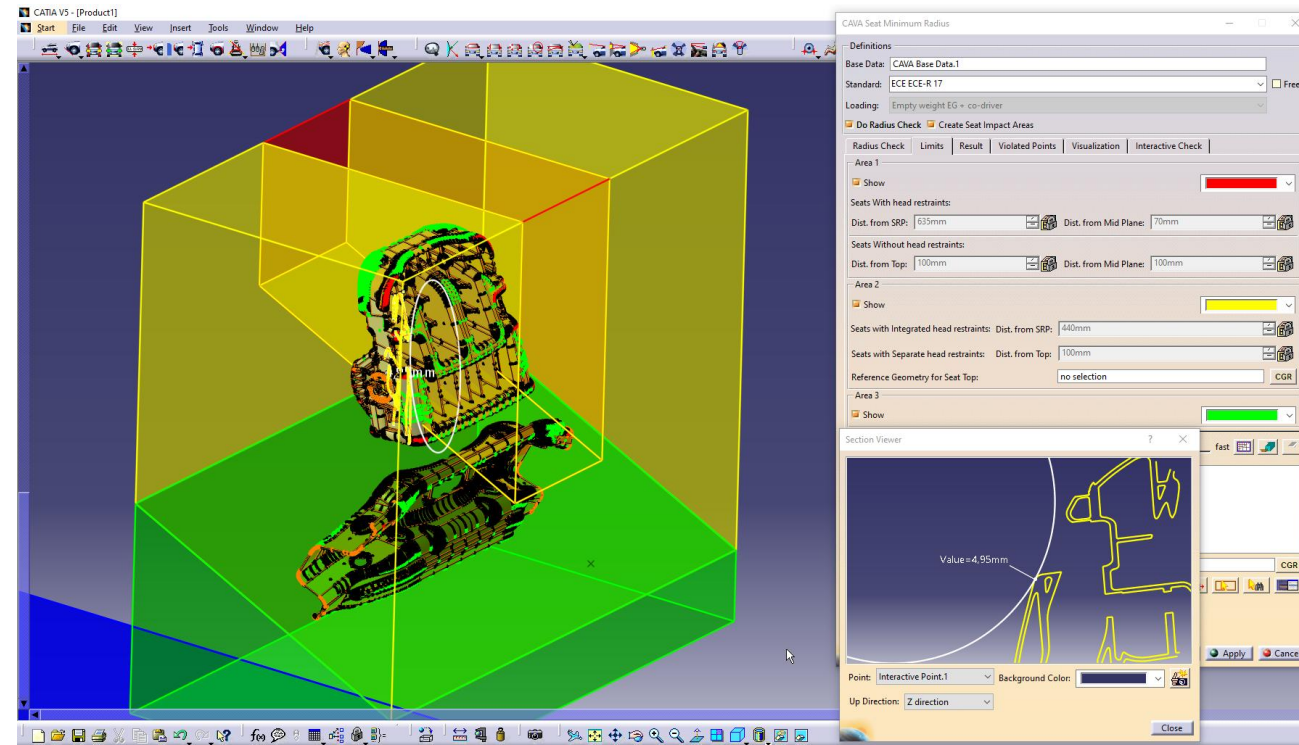 CATIA V5 - [Product1]
Start File Edit View Insert Tools Window Help
CAVA Seat Minimum Radius
Definitions
Base Data: CAVA Base Data.1
Standard: ECE ECE-R 17 Free
Loading: Empty weight EG + co-driver
Do Radius Check Create Seat Impact Areas
Radius Check Limits Result Violated Points Visualization Interactive Check
Area 1
Show
Seats With head restraints:
Dist. from SRP: 635mm Dist. from Mid Plane: 70mm
Seats Without head restraints:
Dist. from Top: 100mm Dist. from Mid Plane: 100mm
Area 2
Show
Seats with Integrated head restraints: Dist. from SRP: 440mm
Seats with Separate head restraints: Dist. from Top: 100mm
Reference Geometry for Seat Top: no selection CGR
Area 3
Show
fast
Section Viewer ?
Value=4,95mm
CGR
Apply Cance
Point: Interactive Point.1 Background Color:
Up Direction: Z direction
Close
f(x)